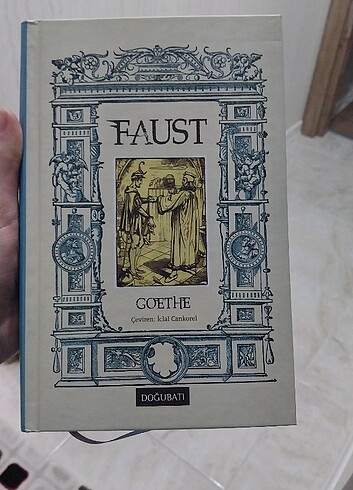 FAUST
GOETHE
Çeviren: İclal Cankorel
DOĞUBATI